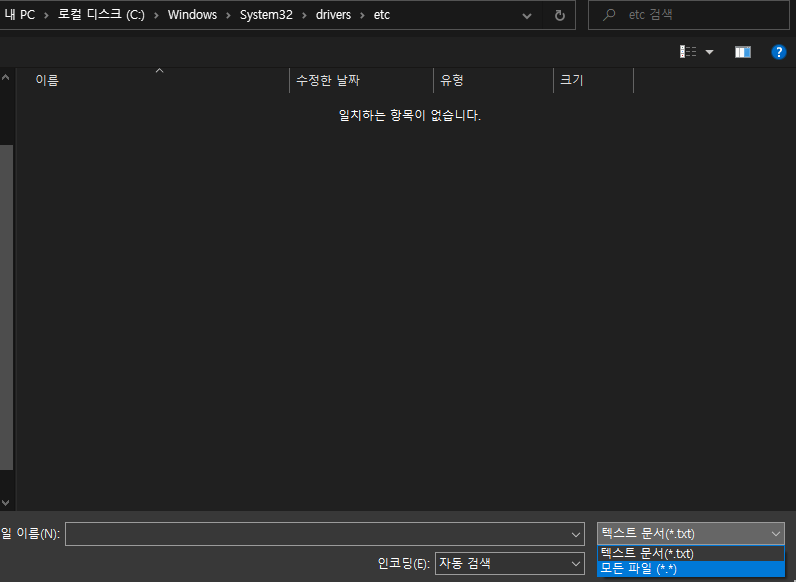 내 PC › 로컬 디스크 (C:) › Windows › System32 › drivers › etc
etc 검색
?
이름 수정한 날짜 유형 크기
일치하는 항목이 없습니다.
일 이름(N): 텍스트 문서(*.txt)
텍스트 문서(*.txt)
인코딩(E): 자동 검색 모든 파일 (*.*)